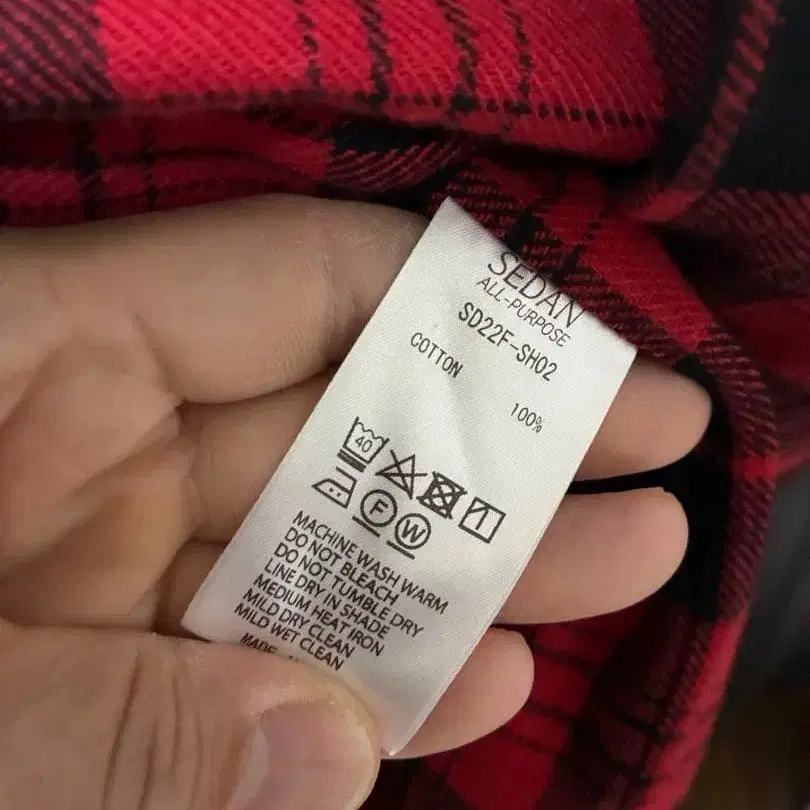 SEDAN
ALL-PURPOSE
SD22F-SH02
COTTON 100%
40
F W
MACHINE WASH WARM
DO NOT BLEACH
DO NOT TUMBLE DRY
LINE DRY IN SHADE
MEDIUM HEAT IRON
MILD DRY CLEAN
MILD WET CLEAN
MADE